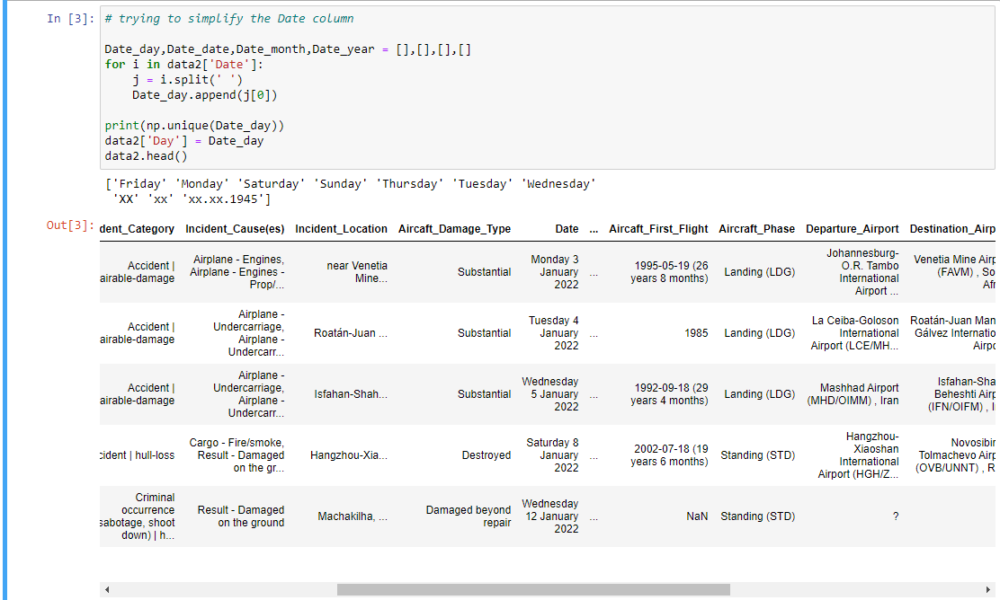 In [3]:
# trying to simplify the Date column
Date_day,Date_date,Date_month,Date_year = [],[],[],[]
for i in data2['Date']:
    j = i.split(' ')
    Date_day.append(j[0])
print(np.unique(Date_day))
data2['Day'] = Date_day
data2.head()
['Friday' 'Monday' 'Saturday' 'Sunday' 'Thursday' 'Tuesday' 'Wednesday'
 'XX' 'xx' 'xx.xx.1945']
Out[3]:
dent_Category Incident_Cause(es) Incident_Location Aircaft_Damage_Type Date ... Aircaft_First_Flight Aircraft_Phase Departure_Airport Destination_Airp
Accident |
airable-damage
Airplane - Engines,
Airplane - Engines -
Prop/...
near Venetia
Mine...
Substantial
Monday 3
January
2022
...
1995-05-19 (26
years 8 months)
Landing (LDG)
Johannesburg-
O.R. Tambo
International
Airport ...
Venetia Mine Airp
(FAVM) , So
Afr
Accident |
airable-damage
Airplane -
Undercarriage,
Airplane -
Undercarr...
Roatán-Juan ...
Substantial
Tuesday 4
January
2022
...
1985
Landing (LDG)
La Ceiba-Goloson
International
Airport (LCE/MH...
Roatán-Juan Man
Gálvez Internatio
Airpo
Accident |
airable-damage
Airplane -
Undercarriage,
Airplane -
Undercarr...
Isfahan-Shah...
Substantial
Wednesday
5 January
2022
...
1992-09-18 (29
years 4 months)
Landing (LDG)
Mashhad Airport
(MHD/OIMM) , Iran
Isfahan-Sha
Beheshti Airp
(IFN/OIFM) , I
cident | hull-loss
Cargo - Fire/smoke,
Result - Damaged
on the gr...
Hangzhou-Xia...
Destroyed
Saturday 8
January
2022
...
2002-07-18 (19
years 6 months)
Standing (STD)
Hangzhou-
Xiaoshan
International
Airport (HGH/Z...
Novosibir
Tolmachevo Airp
(OVB/UNNT) , R
Criminal
occurrence
sabotage, shoot
down) | h...
Result - Damaged
on the ground
Machakilha, ...
Damaged beyond
repair
Wednesday
12 January
2022
...
NaN
Standing (STD)
?